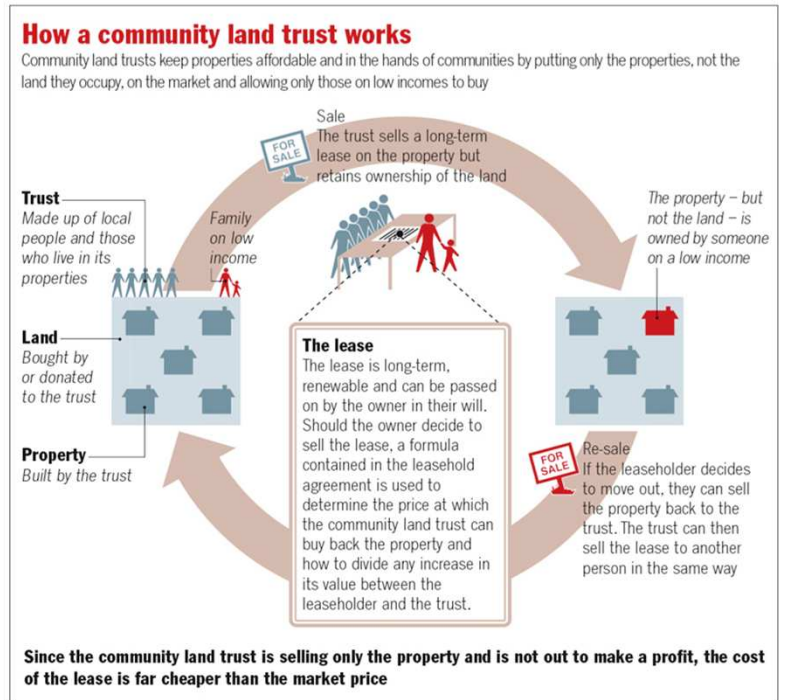 How a community land trust works
Community land trusts keep properties affordable and in the hands of communities by putting only the properties, not the
land they occupy, on the market and allowing only those on low incomes to buy
Sale
The trust sells a long-term
lease on the property but
retains ownership of the land
FOR
SALE
Trust
Made up of local
people and those
who live in its
properties
Family
on low
income
The property – but
not the land – is
owned by someone
on a low income
Land
Bought by
or donated
to the trust
Property
Built by the trust
The lease
The lease is long-term,
renewable and can be passed
on by the owner in their will.
Should the owner decide to
sell the lease, a formula
contained in the leasehold
agreement is used to
determine the price at which
the community land trust can
buy back the property and
how to divide any increase in
its value between the
leaseholder and the trust.
FOR
SALE
Re-sale
If the leaseholder decides
to move out, they can sell
the property back to the
trust. The trust can then
sell the lease to another
person in the same way
Since the community land trust is selling only the property and is not out to make a profit, the cost
of the lease is far cheaper than the market price